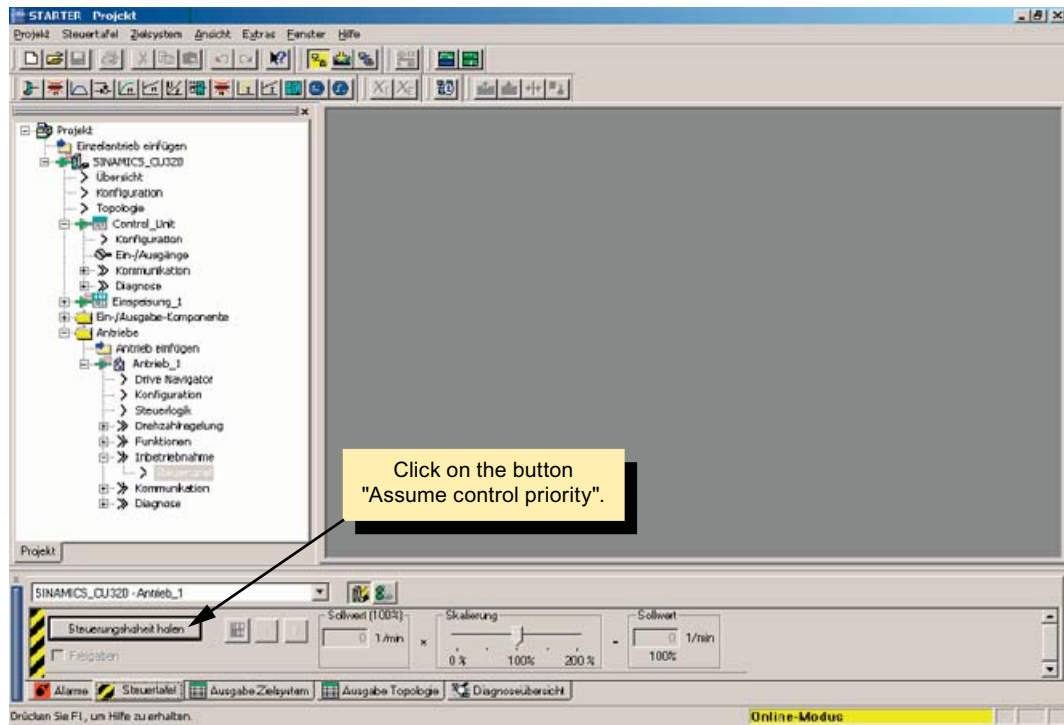 STARTER Projekt
Projekt Steuertafel Zielsystem Ansicht Extras Fenster Hilfe
Projekt
Einzelantrieb einfügen
SINAMICS_CU320
Übersicht
Konfiguration
Topologie
Control_Unit
Konfiguration
Ein-/Ausgänge
Kommunikation
Diagnose
Einspeisung_1
Ein-/Ausgabe-Komponente
Antriebe
Antrieb einfügen
Antrieb_1
Drive Navigator
Konfiguration
Steuerlogik
Drehzahlregelung
Funktionen
Inbetriebnahme
Kommunikation
Diagnose
Click on the button
"Assume control priority".
Projekt
SINAMICS_CU320 - Antrieb_1
Steuerungshoheit holen
Freigaben
Sollwert (100%)
0 1/min
x
Skalierung
0 % 100% 200 %
Sollwert
0 1/min
100%
Alarme Steuertafel Ausgabe Zielsystem Ausgabe Topologie Diagnoseübersicht
Drücken Sie F1, um Hilfe zu erhalten.
Online-Modus